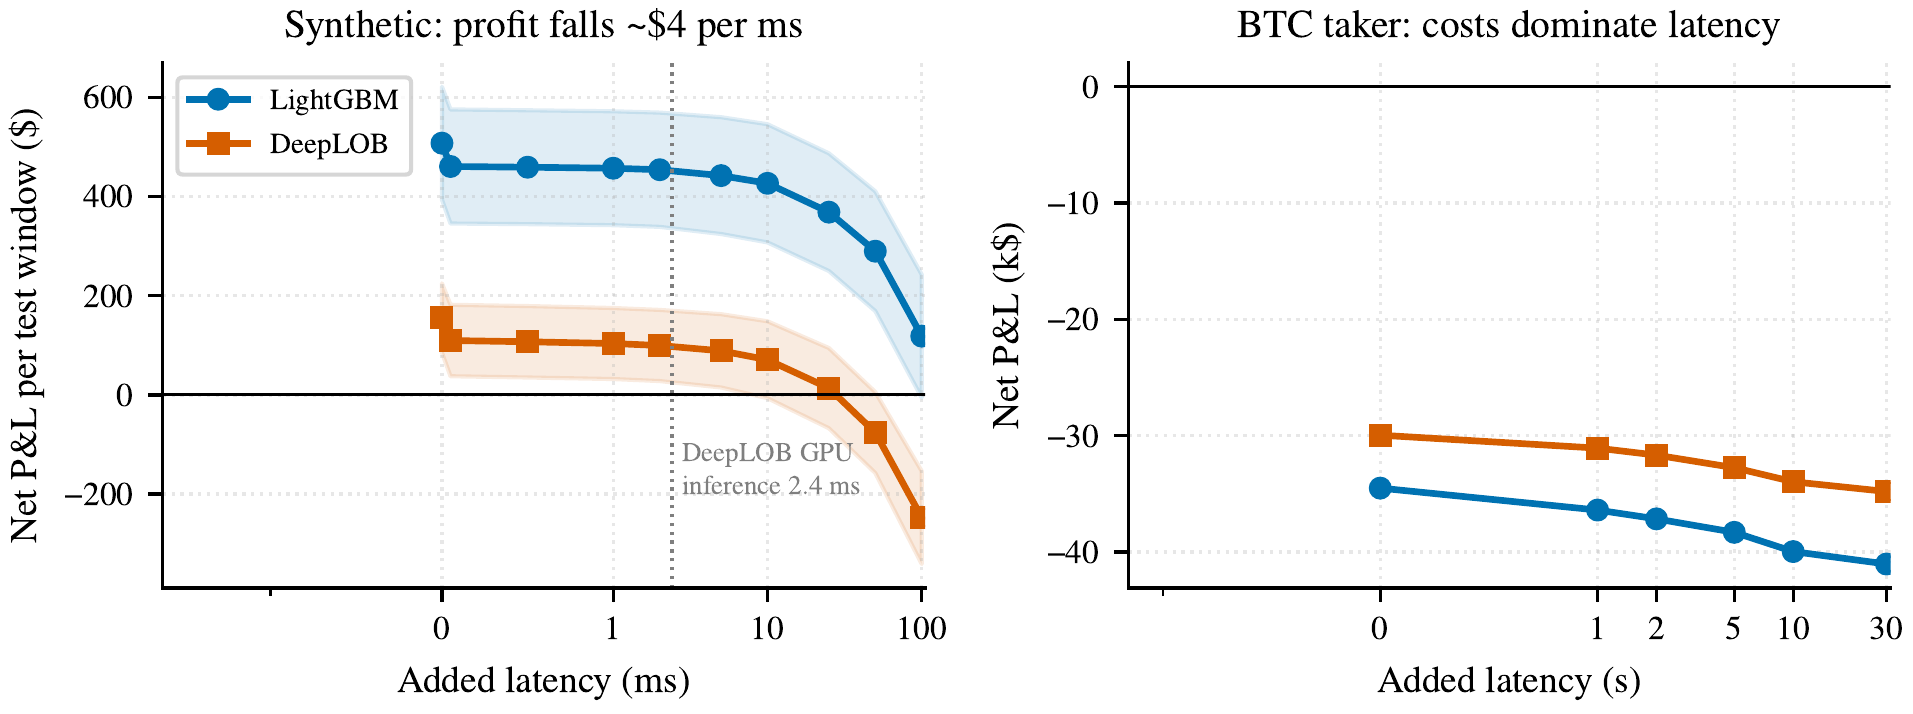 Synthetic: profit falls ~$4 per ms
Net P&L per test window ($)
600
400
200
0
−200
LightGBM
DeepLOB
DeepLOB GPU
inference 2.4 ms
0 1 10 100
Added latency (ms)
BTC taker: costs dominate latency
Net P&L (k$)
0
−10
−20
−30
−40
0 1 2 5 10 30
Added latency (s)